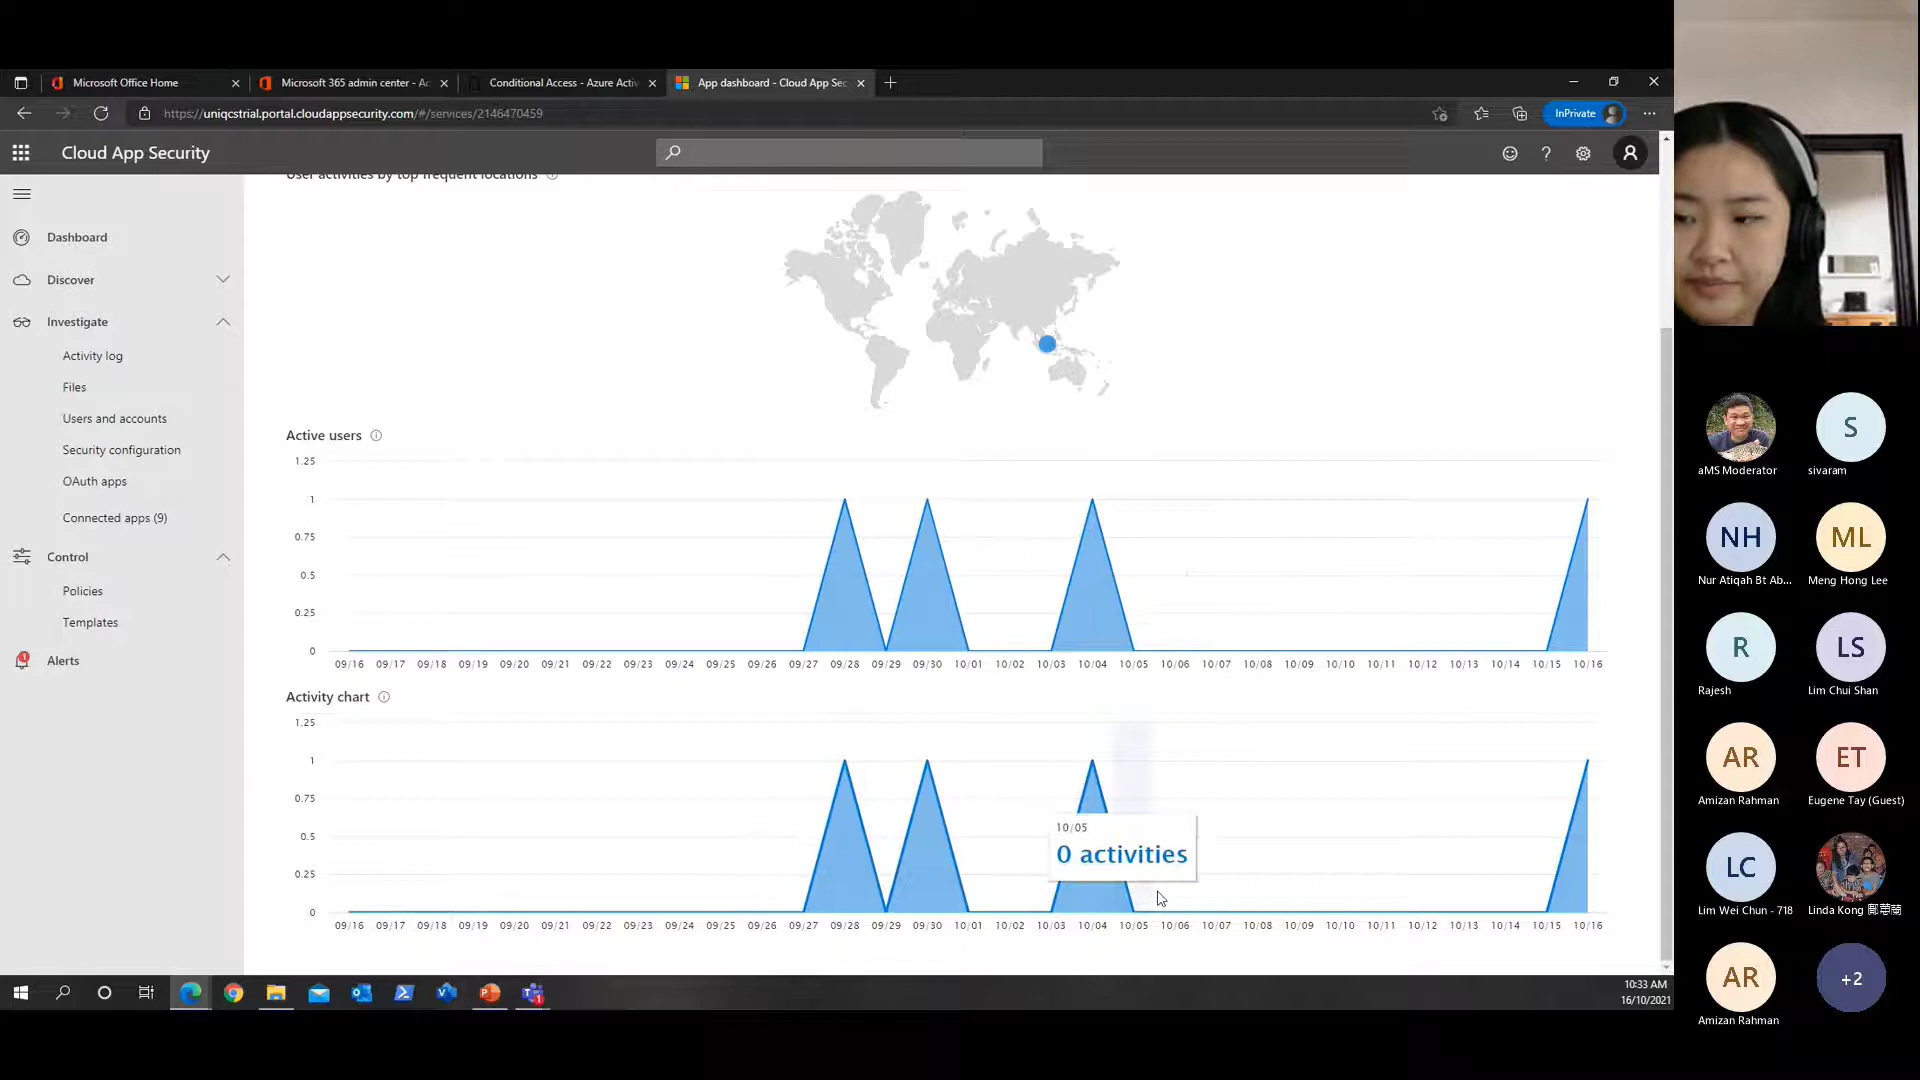 Microsoft Office Home
Microsoft 365 admin center - Ac
Conditional Access - Azure Activ
App dashboard - Cloud App Sec
https://uniqcstrial.portal.cloudappsecurity.com/#/services/2146470459
InPrivate
Cloud App Security
User activities by top frequent locations
Dashboard
Discover
Investigate
Activity log
Files
Users and accounts
Security configuration
OAuth apps
Connected apps (9)
Control
Policies
Templates
Alerts
Active users
1.25
1
0.75
0.5
0.25
0
09/16 09/17 09/18 09/19 09/20 09/21 09/22 09/23 09/24 09/25 09/26 09/27 09/28 09/29 09/30 10/01 10/02 10/03 10/04 10/05 10/06 10/07 10/08 10/09 10/10 10/11 10/12 10/13 10/14 10/15 10/16
Activity chart
1.25
1
0.75
0.5
0.25
0
10/05
0 activities
09/16 09/17 09/18 09/19 09/20 09/21 09/22 09/23 09/24 09/25 09/26 09/27 09/28 09/29 09/30 10/01 10/02 10/03 10/04 10/05 10/06 10/07 10/08 10/09 10/10 10/11 10/12 10/13 10/14 10/15 10/16
10:33 AM
16/10/2021
aMS Moderator
S
sivaram
NH
Nur Atiqah Bt Ab...
ML
Meng Hong Lee
R
Rajesh
LS
Lim Chui Shan
AR
Amizan Rahman
ET
Eugene Tay (Guest)
LC
Lim Wei Chun - 718
Linda Kong
AR
Amizan Rahman
+2